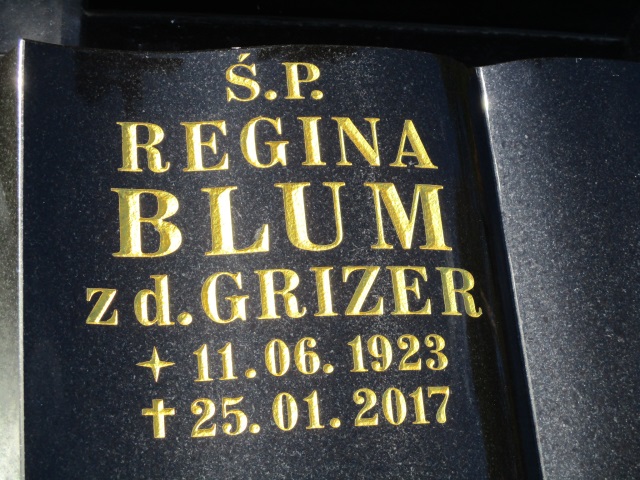 Ś.P.
REGINA
BLUM
z d. GRIZER
✦ 11.06.1923
✝ 25.01.2017